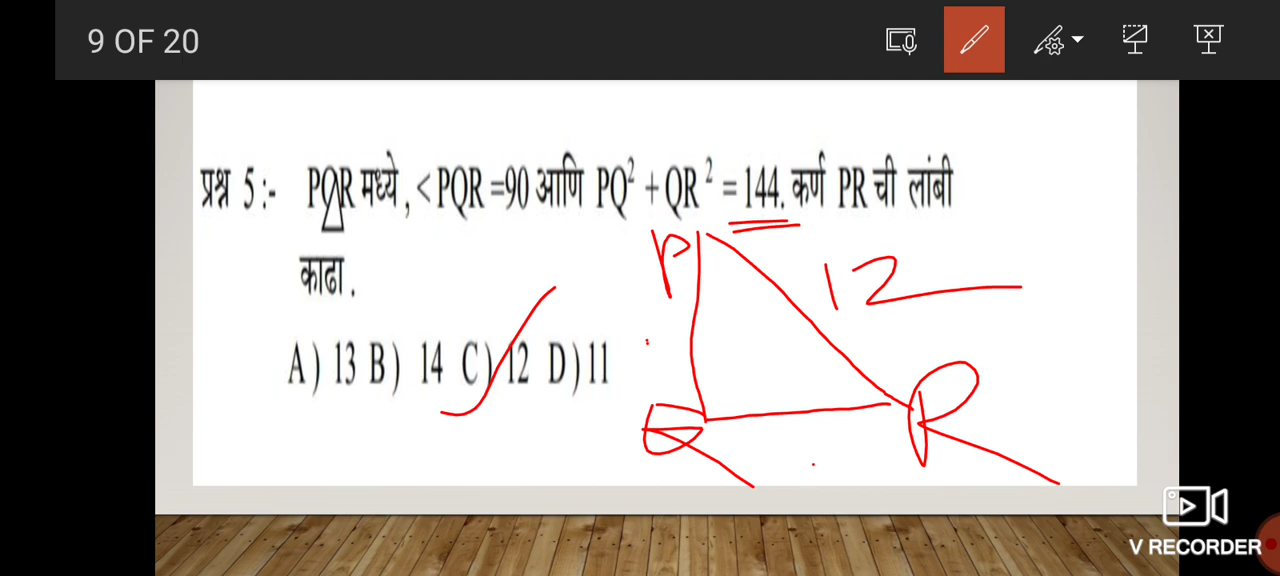 9 OF 20
प्रश्न 5:- PQR मध्ये, <PQR =90 आणि PQ² + QR² = 144. कर्ण PR ची लांबी
काढा.
P
12
A) 13 B) 14 C) 12 D) 11
Q
R
V RECORDER